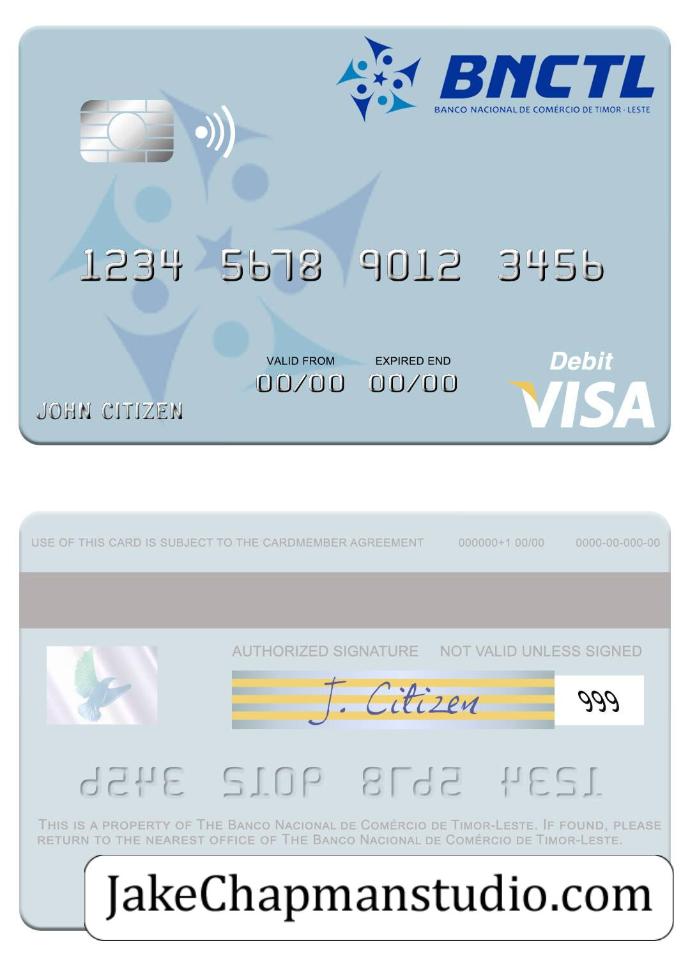 BNCTL
BANCO NACIONAL DE COMÉRCIO DE TIMOR - LESTE
1234 5678 9012 3456
VALID FROM EXPIRED END
00/00 00/00
JOHN CITIZEN
Debit
VISA
USE OF THIS CARD IS SUBJECT TO THE CARDMEMBER AGREEMENT 000000+1 00/00 0000-00-000-00
AUTHORIZED SIGNATURE NOT VALID UNLESS SIGNED
J. Citizen 999
1234 5678 9012 3456
THIS IS A PROPERTY OF THE BANCO NACIONAL DE COMÉRCIO DE TIMOR-LESTE. IF FOUND, PLEASE
RETURN TO THE NEAREST OFFICE OF THE BANCO NACIONAL DE COMÉRCIO DE TIMOR-LESTE.
JakeChapmanstudio.com